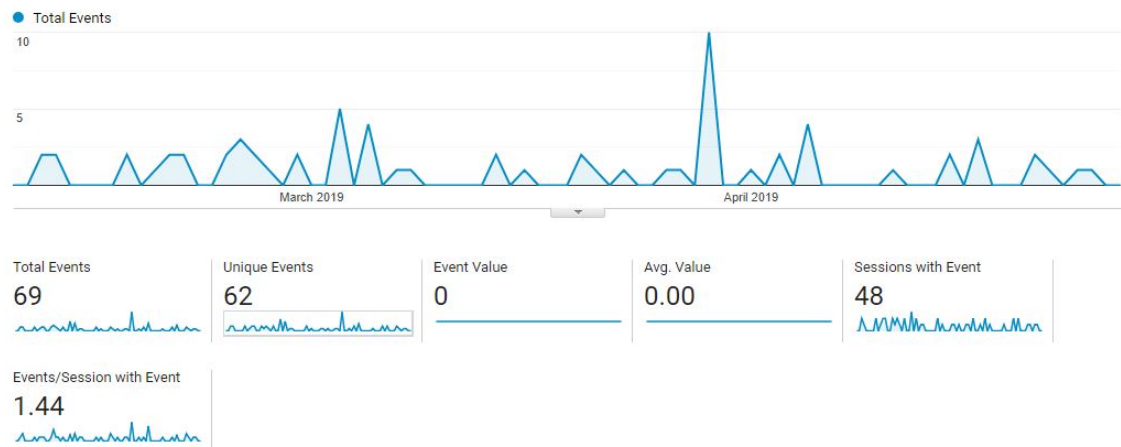 Total Events
10
5
March 2019 April 2019
Total Events Unique Events Event Value Avg. Value Sessions with Event
69 62 0 0.00 48
Events/Session with Event
1.44